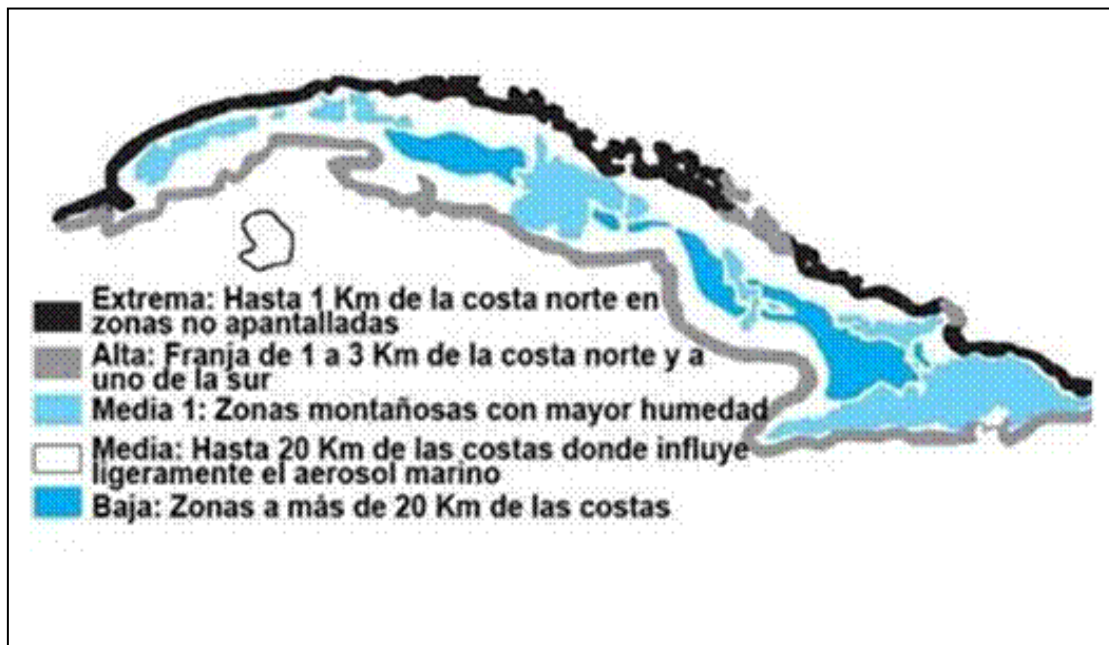 Extrema: Hasta 1 Km de la costa norte en
zonas no apantalladas
Alta: Franja de 1 a 3 Km de la costa norte y a
uno de la sur
Media 1: Zonas montañosas con mayor humedad
Media: Hasta 20 Km de las costas donde influye
ligeramente el aerosol marino
Baja: Zonas a más de 20 Km de las costas